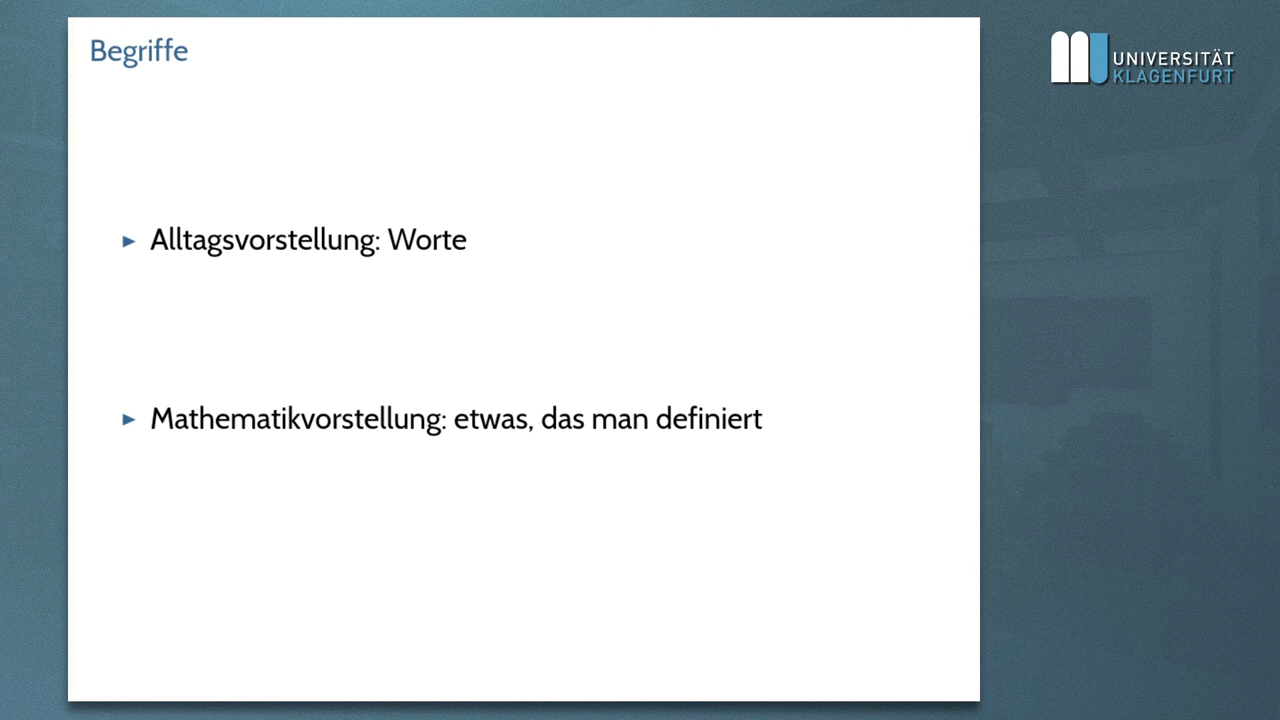 Begriffe
UNIVERSITÄT
KLAGENFURT
► Alltagsvorstellung: Worte
► Mathematikvorstellung: etwas, das man definiert